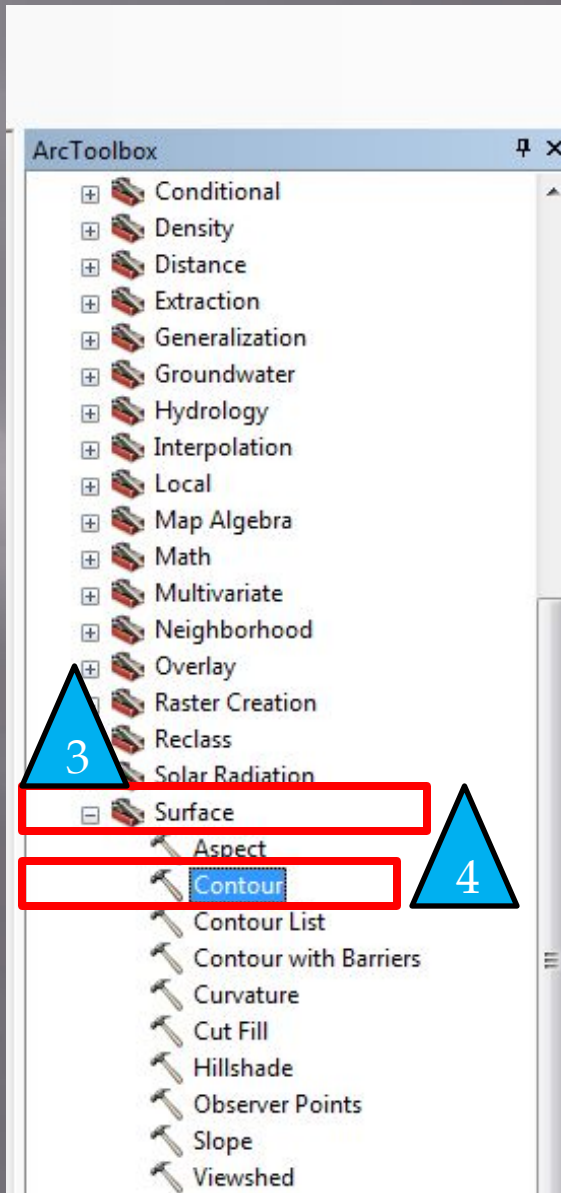 ArcToolbox
Conditional
Density
Distance
Extraction
Generalization
Groundwater
Hydrology
Interpolation
Local
Map Algebra
Math
Multivariate
Neighborhood
Overlay
Raster Creation
Reclass
3
Solar Radiation
Surface
Aspect
Contour
4
Contour List
Contour with Barriers
Curvature
Cut Fill
Hillshade
Observer Points
Slope
Viewshed